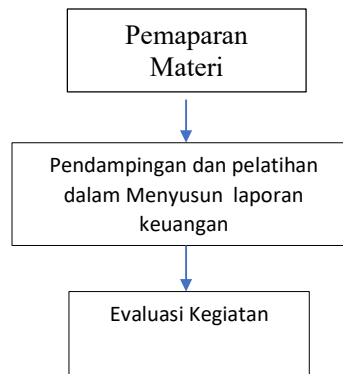 Pemaparan
Materi
Pendampingan dan pelatihan
dalam Menyusun laporan
keuangan
Evaluasi Kegiatan